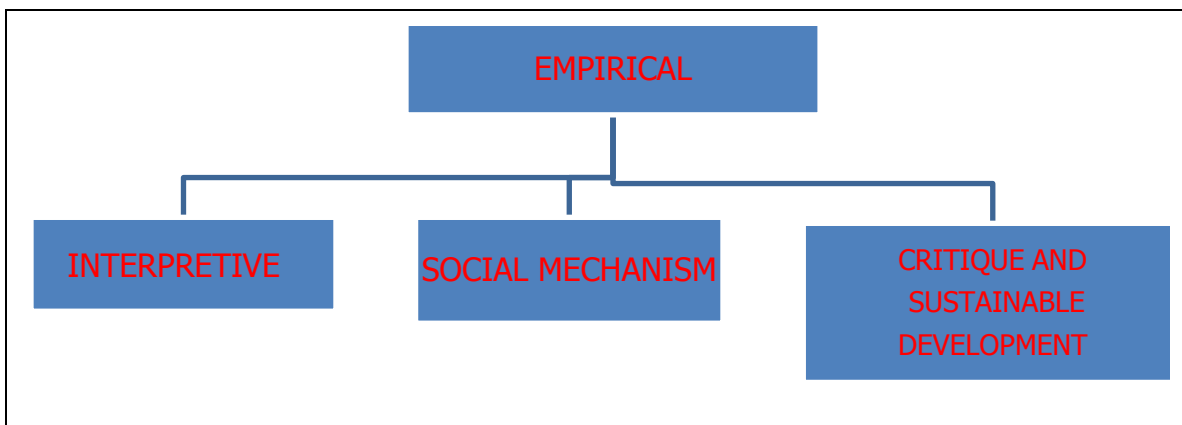 EMPIRICAL
INTERPRETIVE
SOCIAL MECHANISM
CRITIQUE AND
SUSTAINABLE
DEVELOPMENT